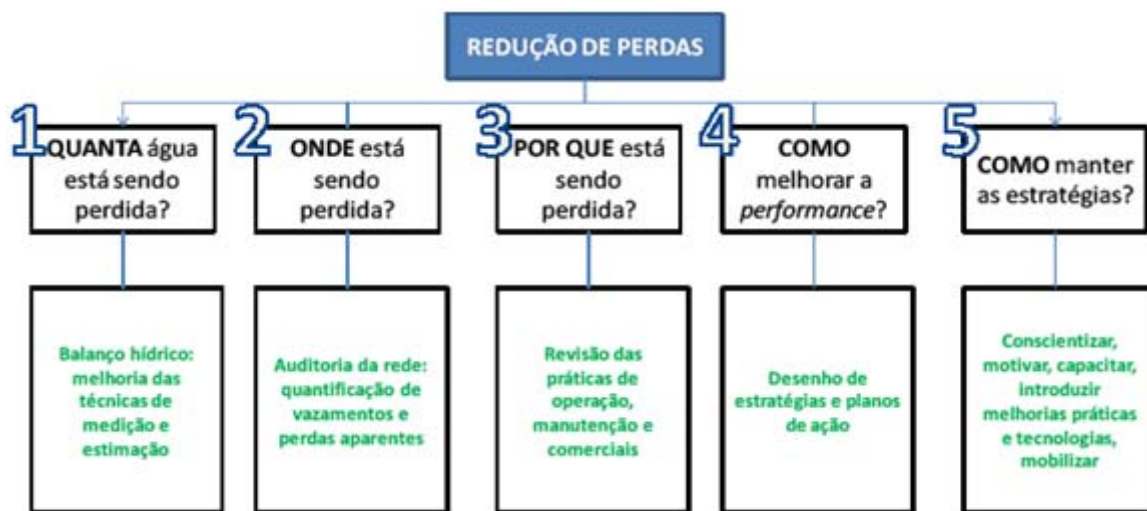 REDUÇÃO DE PERDAS
1
QUANTA água
está sendo
perdida?
2
ONDE está
sendo
perdida?
3
POR QUE está
sendo
perdida?
4
COMO
melhorar a
performance?
5
COMO manter
as estratégias?
Balanço hídrico:
melhoria das
técnicas de
medição e
estimação
Auditoria da rede:
quantificação de
vazamentos e
perdas aparentes
Revisão das
práticas de
operação,
manutenção e
comerciais
Desenho de
estratégias e planos
de ação
Conscientizar,
motivar, capacitar,
introduzir
melhorias práticas
e tecnologias,
mobilizar